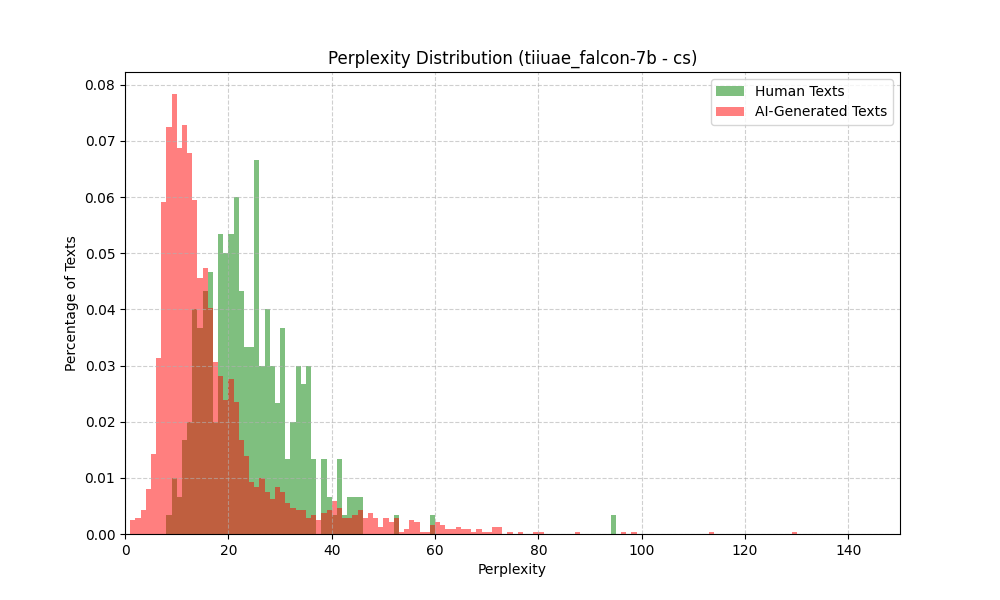 Perplexity Distribution (tiiuae_falcon-7b - cs)
Human Texts
AI-Generated Texts
Percentage of Texts
0.08
0.07
0.06
0.05
0.04
0.03
0.02
0.01
0.00
0 20 40 60 80 100 120 140
Perplexity